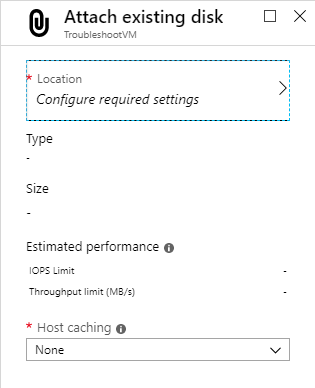 Attach existing disk
TroubleshootVM
* Location
Configure required settings
Type
-
Size
-
Estimated performance
IOPS Limit -
Throughput limit (MB/s) -
* Host caching
None